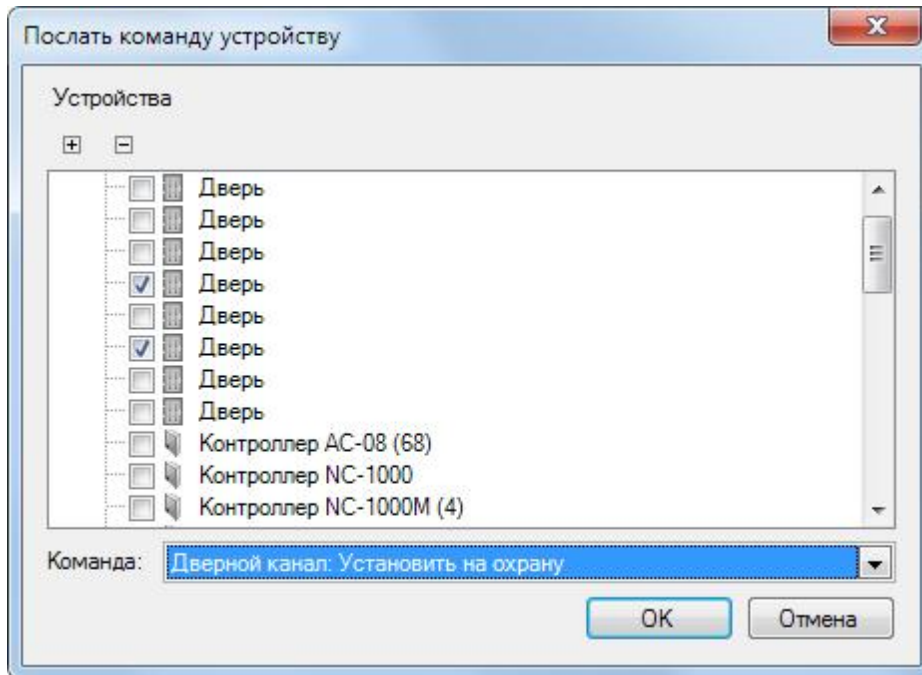 Послать команду устройству
Устройства
Дверь
Дверь
Дверь
Дверь
Дверь
Дверь
Дверь
Дверь
Контроллер AC-08 (68)
Контроллер NC-1000
Контроллер NC-1000M (4)
Команда: Дверной канал: Установить на охрану
OK Отмена